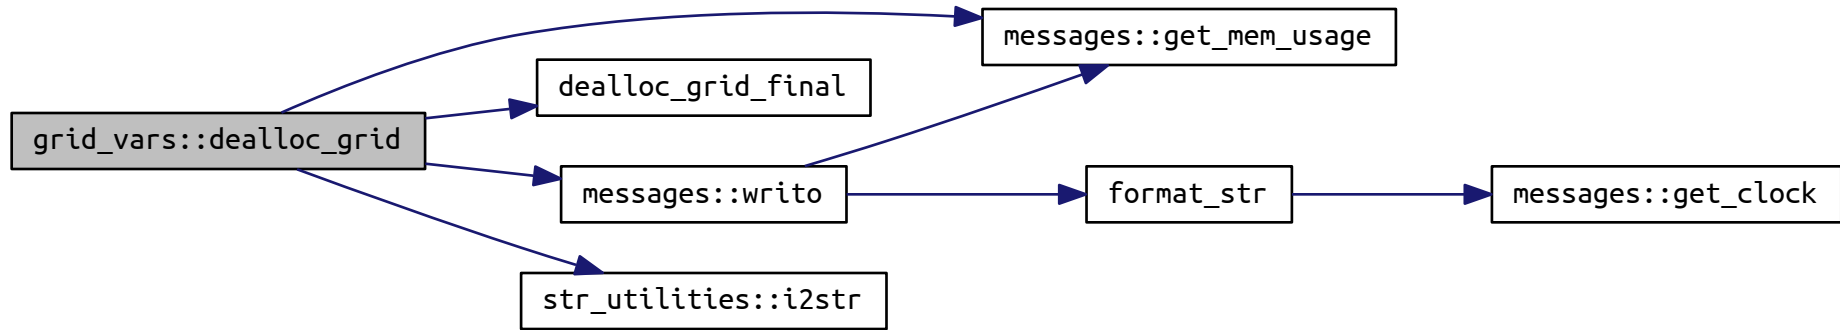 messages::get_mem_usage
dealloc_grid_final
grid_vars::dealloc_grid
messages::writo
format_str
messages::get_clock
str_utilities::i2str